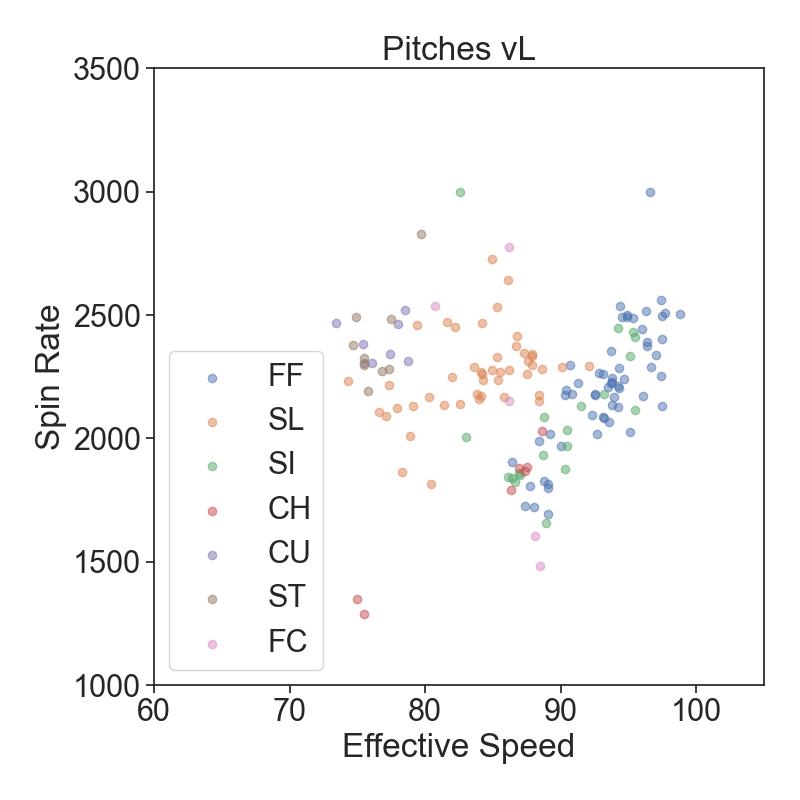 Pitches vL
3500
3000
2500
2000
1500
1000
Spin Rate
FF
SL
SI
CH
CU
ST
FC
60 70 80 90 100
Effective Speed